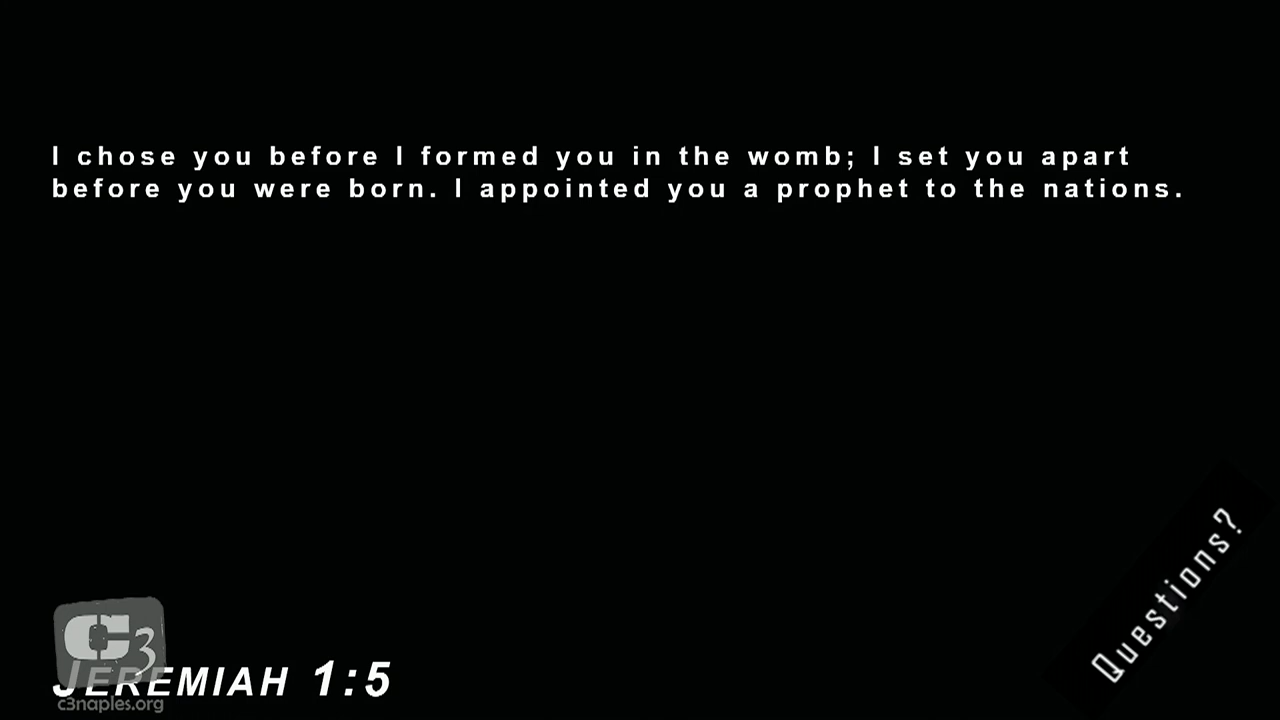 I chose you before I formed you in the womb; I set you apart
before you were born. I appointed you a prophet to the nations.
Questions?
C3
JEREMIAH 1:5
c3naples.org